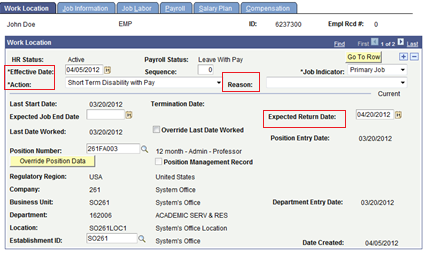 Work Location Job Information Job Labor Payroll Salary Plan Compensation
John Doe EMP ID: 6237300 Empl Rcd #: 0
Work Location Find First 1 of 2 Last
HR Status: Active Payroll Status: Leave With Pay Go To Row
*Effective Date: 04/05/2012 Sequence: 0 *Job Indicator: Primary Job
*Action: Short Term Disability with Pay Reason:
Current
Last Start Date: 03/20/2012 Termination Date:
Expected Job End Date Expected Return Date: 04/20/2012
Last Date Worked: 03/20/2012 Override Last Date Worked
Position Entry Date: 03/20/2012
Position Number: 261FA003 12 month - Admin - Professor
Override Position Data Position Management Record
Regulatory Region: USA United States
Company: 261 System Office
Business Unit: SO261 System's Office Department Entry Date: 03/20/2012
Department: 162006 ACADEMIC SERV & RES
Location: SO261LOC1 System's Office Location
Establishment ID: SO261 System's Office Date Created: 04/05/2012